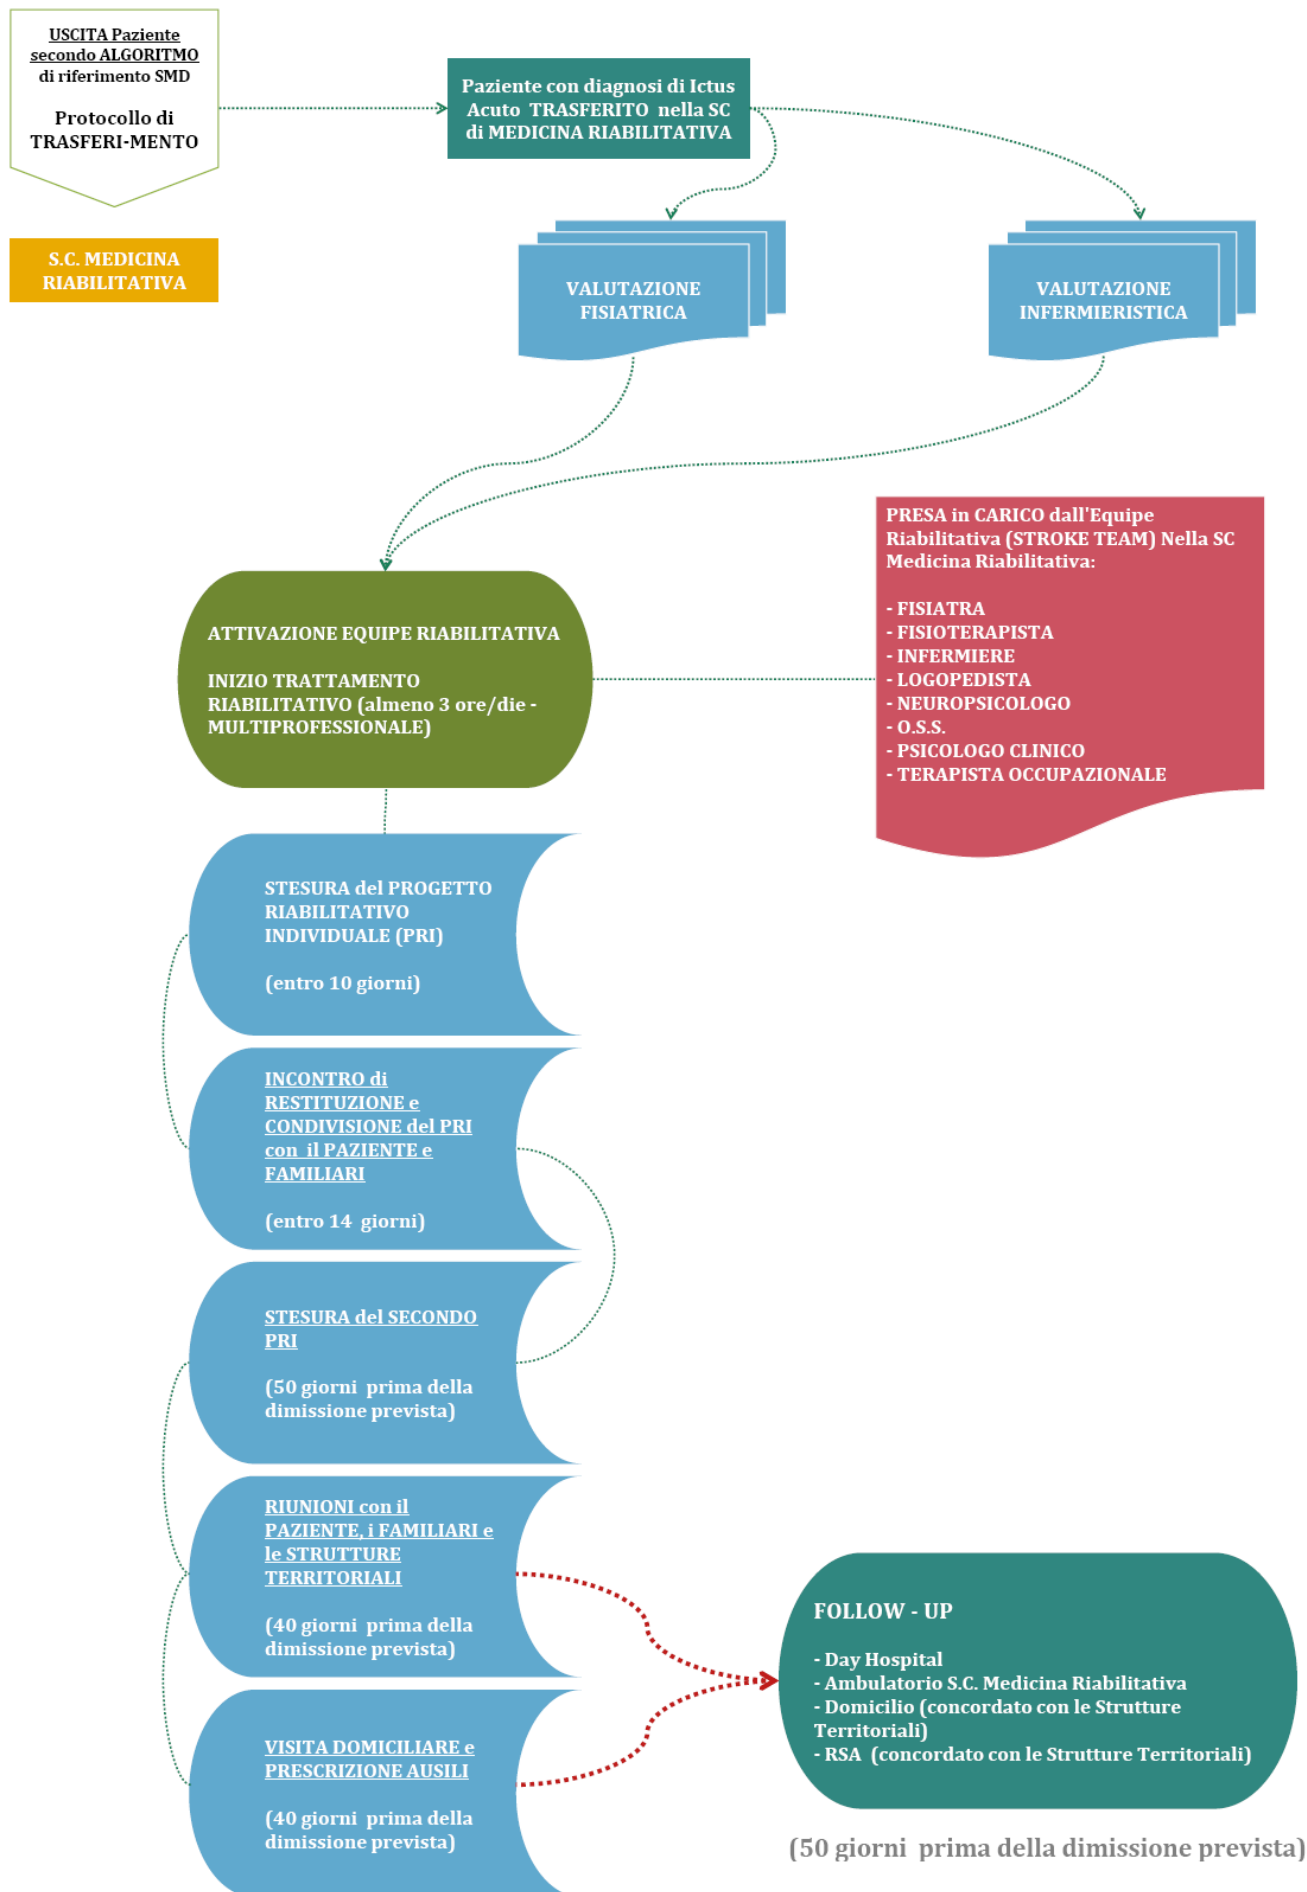 USCITA Paziente
secondo ALGORITMO
di riferimento SMD
Protocollo di
TRASFERI-MENTO
Paziente con diagnosi di Ictus
Acuto TRASFERITO nella SC
di MEDICINA RIABILITATIVA
S.C. MEDICINA
RIABILITATIVA
VALUTAZIONE
FISIATRICA
VALUTAZIONE
INFERMIERISTICA
PRESA in CARICO dall'Equipe
Riabilitativa (STROKE TEAM) Nella SC
Medicina Riabilitativa:
- FISIATRA
- FISIOTERAPISTA
- INFERMIERE
- LOGOPEDISTA
- NEUROPSICOLOGO
- O.S.S.
- PSICOLOGO CLINICO
- TERAPISTA OCCUPAZIONALE
ATTIVAZIONE EQUIPE RIABILITATIVA
INIZIO TRATTAMENTO
RIABILITATIVO (almeno 3 ore/die -
MULTIPROFESSIONALE)
STESURA del PROGETTO
RIABILITATIVO
INDIVIDUALE (PRI)
(entro 10 giorni)
INCONTRO di
RESTITUZIONE e
CONDIVISIONE del PRI
con il PAZIENTE e
FAMILIARI
(entro 14 giorni)
STESURA del SECONDO
PRI
(50 giorni prima della
dimissione prevista)
RIUNIONI con il
PAZIENTE, i FAMILIARI e
le STRUTTURE
TERRITORIALI
(40 giorni prima della
dimissione prevista)
VISITA DOMICILIARE e
PRESCRIZIONE AUSILI
(40 giorni prima della
dimissione prevista)
FOLLOW - UP
- Day Hospital
- Ambulatorio S.C. Medicina Riabilitativa
- Domicilio (concordato con le Strutture
Territoriali)
- RSA (concordato con le Strutture Territoriali)
(50 giorni prima della dimissione prevista)